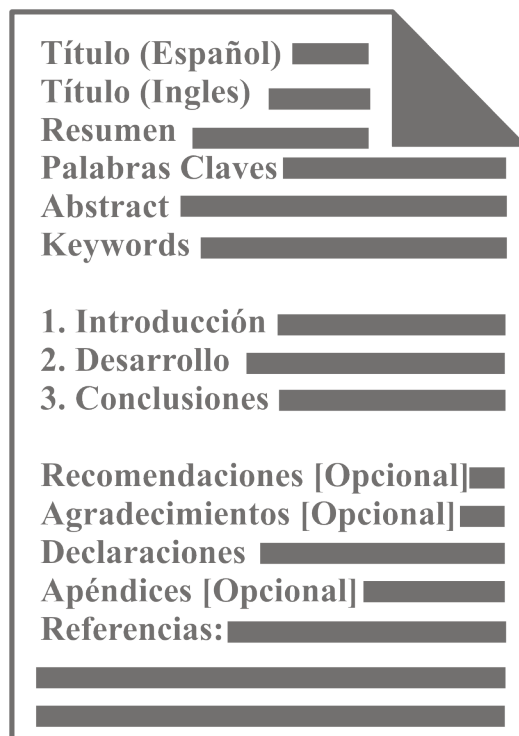 Título (Español)
Título (Ingles)
Resumen
Palabras Claves
Abstract
Keywords
1. Introducción
2. Desarrollo
3. Conclusiones
Recomendaciones [Opcional]
Agradecimientos [Opcional]
Declaraciones
Apéndices [Opcional]
Referencias: